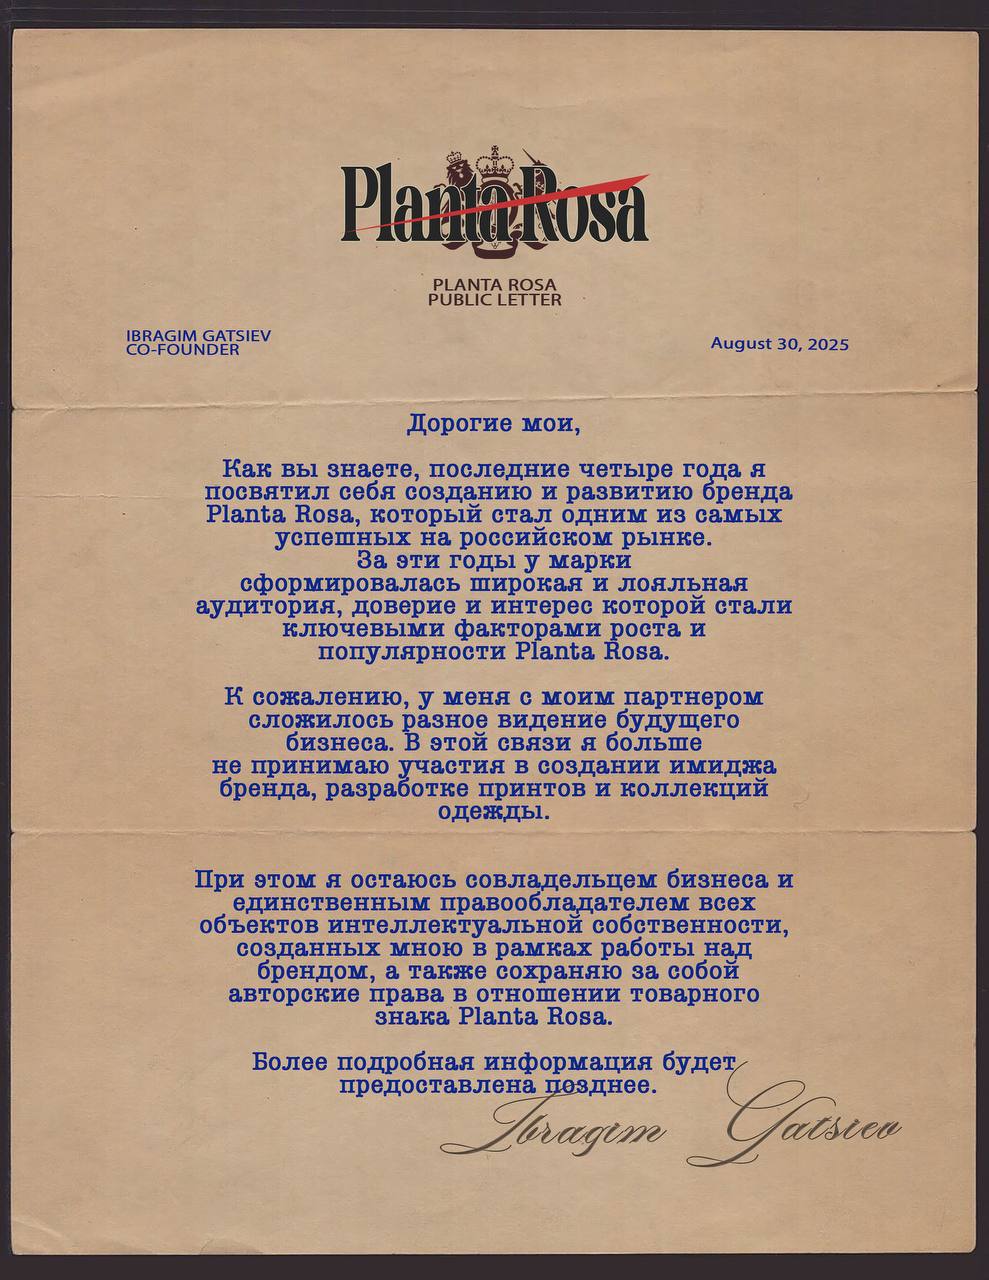 Planta Rosa
PLANTA ROSA
PUBLIC LETTER
IBRAGIM GATSIEV
CO-FOUNDER
August 30, 2025
Дорогие мои,
Как вы знаете, последние четыре года я
посвятил себя созданию и развитию бренда
Planta Rosa, который стал одним из самых
успешных на российском рынке.
За эти годы у марки
сформировалась широкая и лояльная
аудитория, доверие и интерес которой стали
ключевыми факторами роста и
популярности Planta Rosa.
К сожалению, у меня с моим партнером
сложилось разное видение будущего
бизнеса. В этой связи я больше
не принимаю участия в создании имиджа
бренда, разработке принтов и коллекций
одежды.
При этом я остаюсь совладельцем бизнеса и
единственным правообладателем всех
объектов интеллектуальной собственности,
созданных мною в рамках работы над
брендом, а также сохраняю за собой
авторские права в отношении товарного
знака Planta Rosa.
Более подробная информация будет
предоставлена позднее.
Ibragim Gatsiev